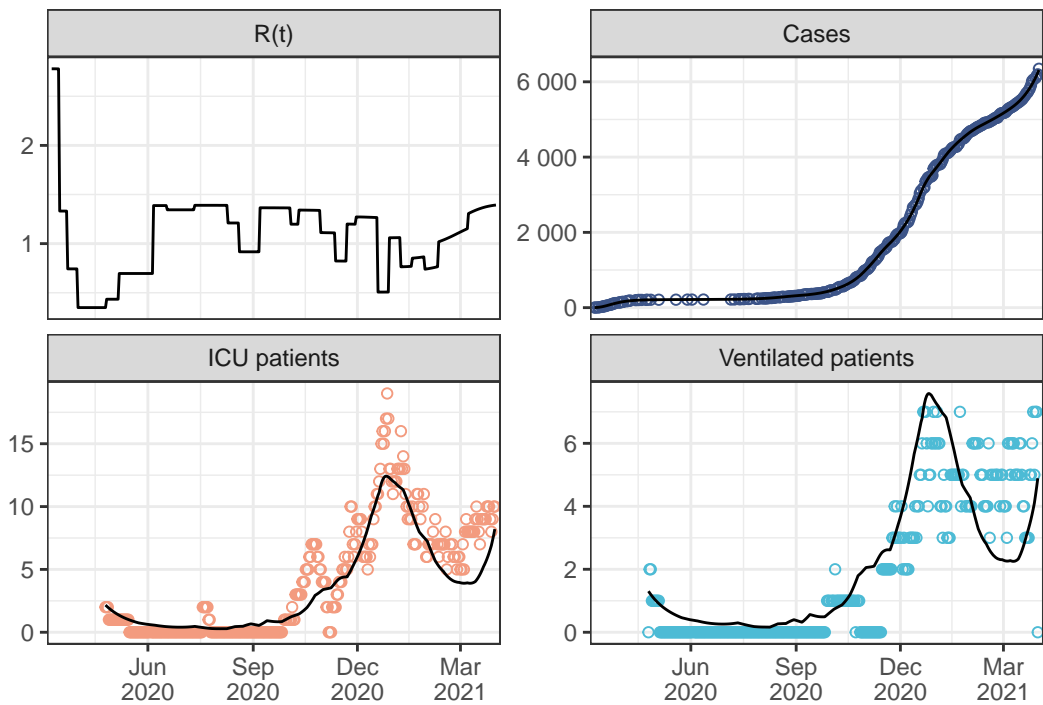 R(t)
Cases
2
1
6 000
4 000
2 000
0
ICU patients
Ventilated patients
15
10
5
0
6
4
2
0
Jun 2020
Sep 2020
Dec 2020
Mar 2021
Jun 2020
Sep 2020
Dec 2020
Mar 2021